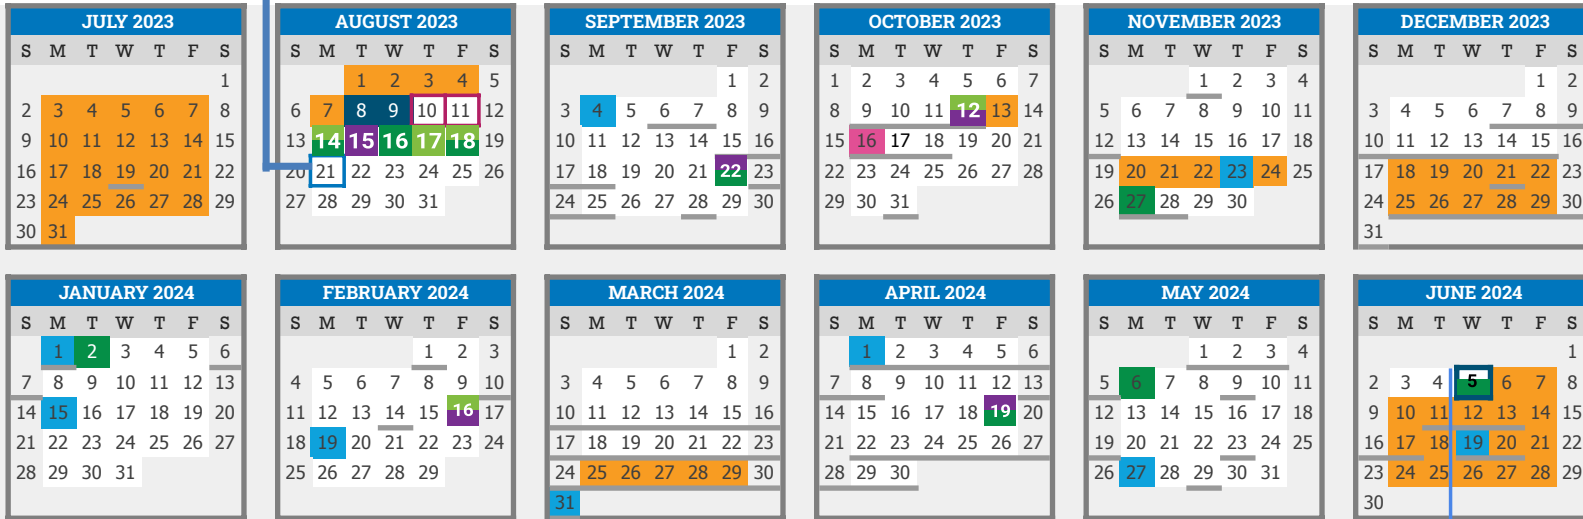 JULY 2023
S M T W T F S
1
2 3 4 5 6 7 8
9 10 11 12 13 14 15
16 17 18 19 20 21 22
23 24 25 26 27 28 29
30 31
AUGUST 2023
S M T W T F S
1 2 3 4 5
6 7 8 9 10 11 12
13 14 15 16 17 18 19
20 21 22 23 24 25 26
27 28 29 30 31
SEPTEMBER 2023
S M T W T F S
1 2
3 4 5 6 7 8 9
10 11 12 13 14 15 16
17 18 19 20 21 22 23
24 25 26 27 28 29 30
OCTOBER 2023
S M T W T F S
1 2 3 4 5 6 7
8 9 10 11 12 13 14
15 16 17 18 19 20 21
22 23 24 25 26 27 28
29 30 31
NOVEMBER 2023
S M T W T F S
1 2 3 4
5 6 7 8 9 10 11
12 13 14 15 16 17 18
19 20 21 22 23 24 25
26 27 28 29 30
DECEMBER 2023
S M T W T F S
1 2
3 4 5 6 7 8 9
10 11 12 13 14 15 16
17 18 19 20 21 22 23
24 25 26 27 28 29 30
31
JANUARY 2024
S M T W T F S
1 2 3 4 5 6
7 8 9 10 11 12 13
14 15 16 17 18 19 20
21 22 23 24 25 26 27
28 29 30 31
FEBRUARY 2024
S M T W T F S
1 2 3
4 5 6 7 8 9 10
11 12 13 14 15 16 17
18 19 20 21 22 23 24
25 26 27 28 29
MARCH 2024
S M T W T F S
1 2
3 4 5 6 7 8 9
10 11 12 13 14 15 16
17 18 19 20 21 22 23
24 25 26 27 28 29 30
31
APRIL 2024
S M T W T F S
1 2 3 4 5 6
7 8 9 10 11 12 13
14 15 16 17 18 19 20
21 22 23 24 25 26 27
28 29 30
MAY 2024
S M T W T F S
1 2 3 4
5 6 7 8 9 10 11
12 13 14 15 16 17 18
19 20 21 22 23 24 25
26 27 28 29 30 31
JUNE 2024
S M T W T F S
1
2 3 4 5 6 7 8
9 10 11 12 13 14 15
16 17 18 19 20 21 22
23 24 25 26 27 28 29
30